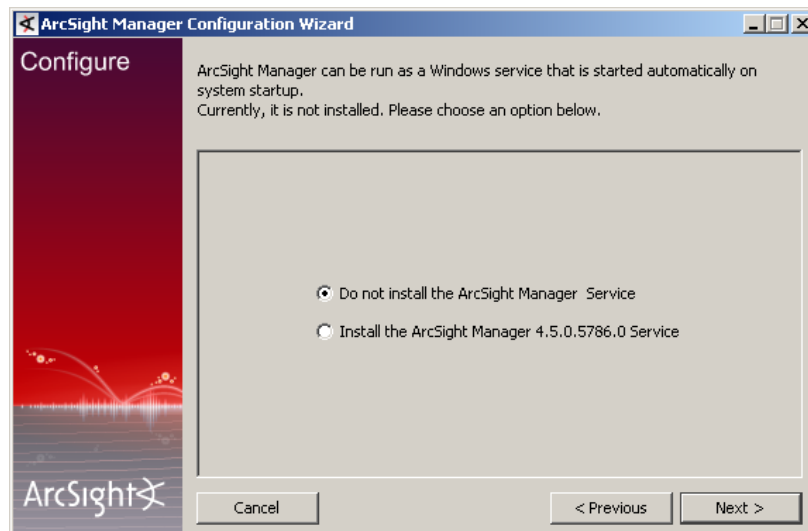 ArcSight Manager Configuration Wizard
Configure
ArcSight Manager can be run as a Windows service that is started automatically on
system startup.
Currently, it is not installed. Please choose an option below.
Do not install the ArcSight Manager Service
Install the ArcSight Manager 4.5.0.5786.0 Service
ArcSight
Cancel
< Previous
Next >